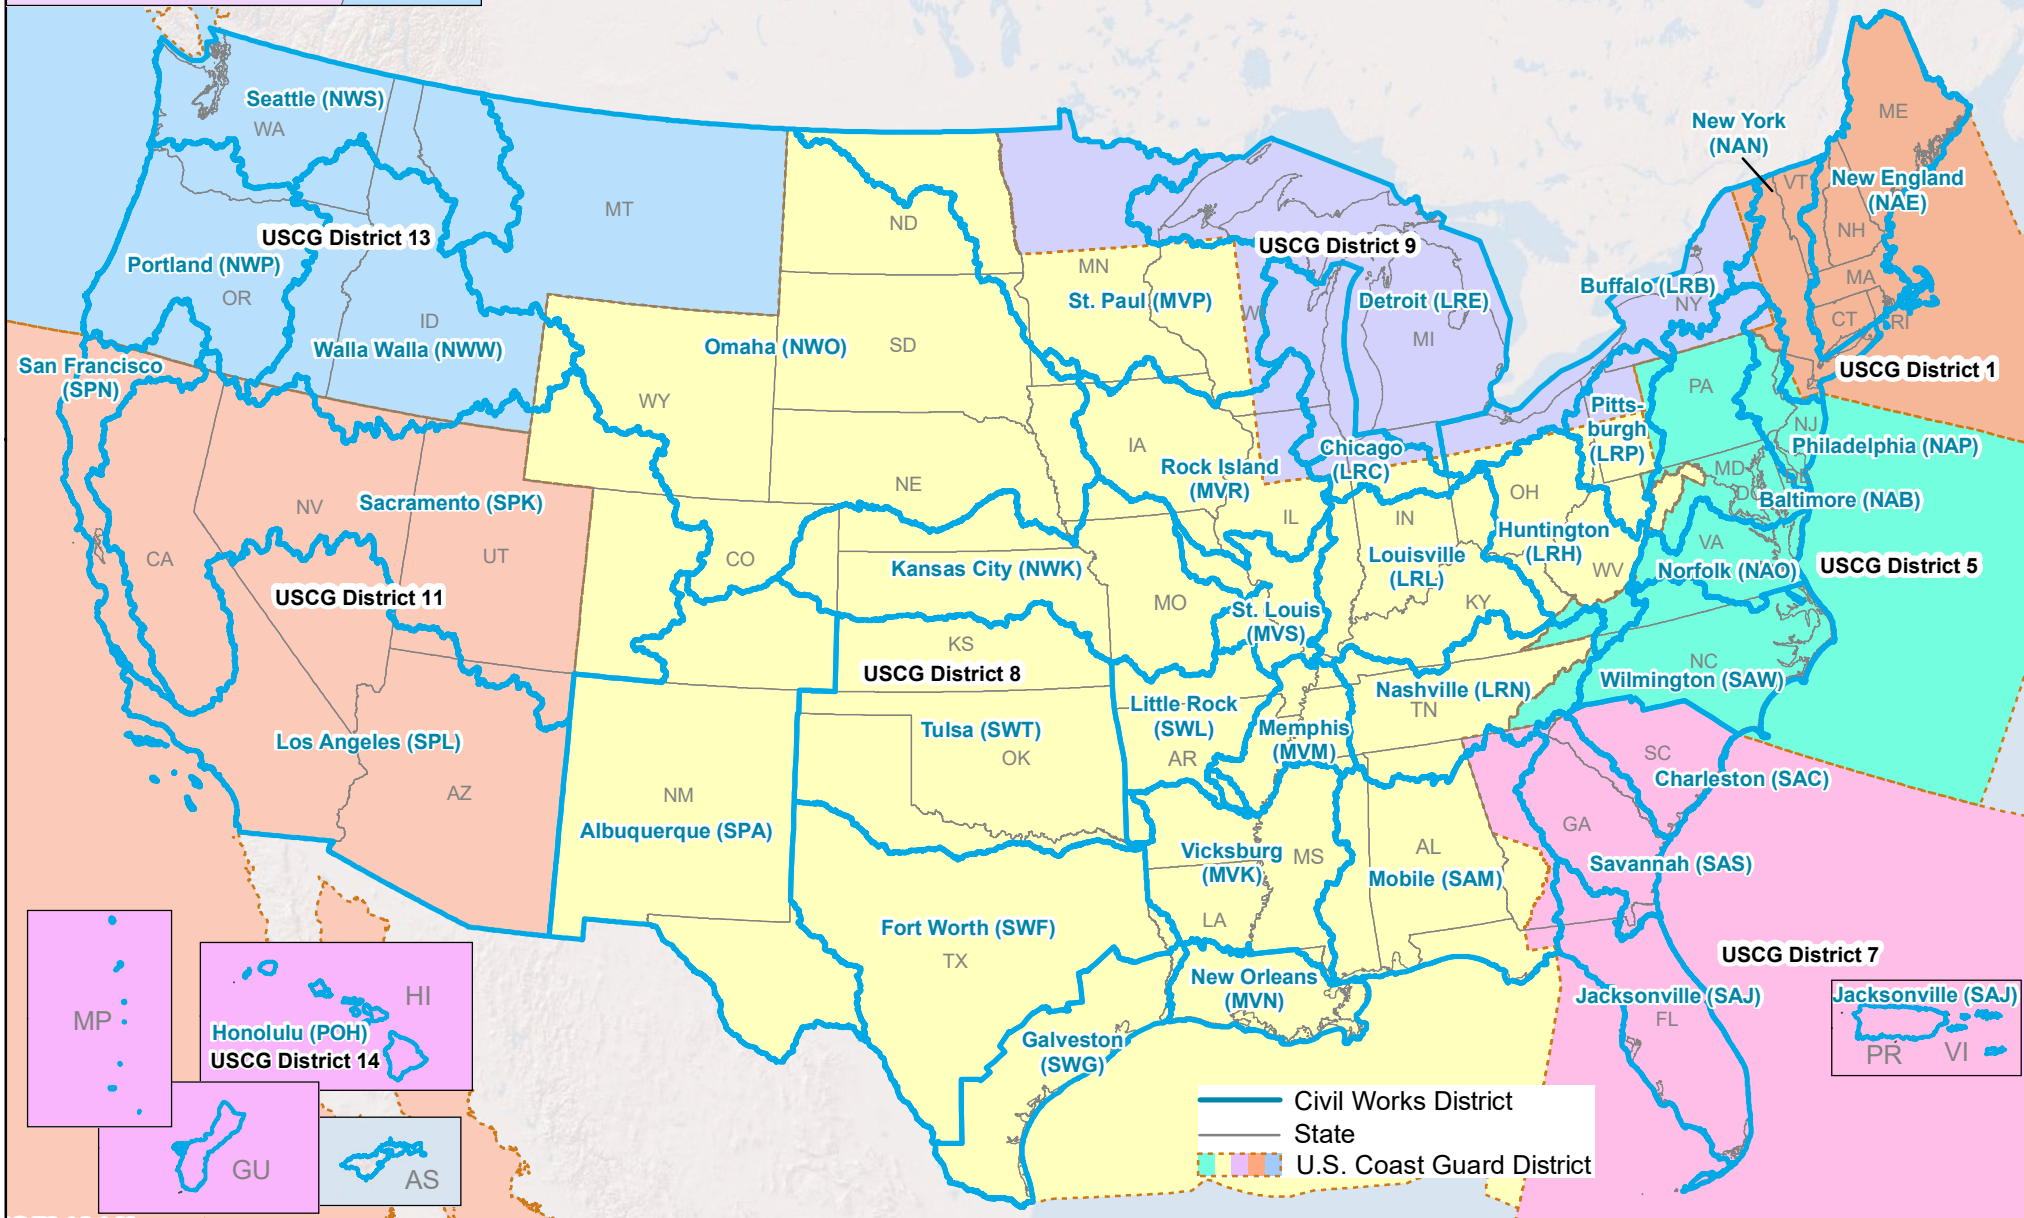 Seattle (NWS)
WA
USCG District 13
Portland (NWP)
OR
ID
Walla Walla (NWW)
MT
San Francisco
(SPN)
Omaha (NWO)
WY
ND
SD
NE
MN
St. Paul (MVP)
W
USCG District 9
Detroit (LRE)
MI
New York
(NAN)
VT
ME
New England
(NAE)
NH
MA
CT
RI
Buffalo (LRB)
NY
USCG District 1
PA
Pitts-
burgh
(LRP)
NJ
Philadelphia (NAP)
MD
DE
DC
Baltimore (NAB)
Chicago
(LRC)
IA
Rock Island
(MVR)
IL
IN
OH
Huntington
(LRH)
Louisville
(LRL)
WV
VA
Norfolk (NAO)
USCG District 5
KY
Sacramento (SPK)
NV
UT
CA
USCG District 11
CO
Kansas City (NWK)
MO
St. Louis
(MVS)
KS
USCG District 8
NC
Wilmington (SAW)
Nashville (LRN)
TN
Little Rock
(SWL)
AR
Memphis
(MVM)
Tulsa (SWT)
OK
Los Angeles (SPL)
AZ
NM
Albuquerque (SPA)
SC
Charleston (SAC)
GA
Savannah (SAS)
AL
Mobile (SAM)
Vicksburg
(MVK)
MS
LA
Fort Worth (SWF)
TX
New Orleans
(MVN)
Galveston
(SWG)
USCG District 7
Jacksonville (SAJ)
FL
Jacksonville (SAJ)
PR
VI
MP
HI
Honolulu (POH)
USCG District 14
GU
AS
Civil Works District
State
U.S. Coast Guard District